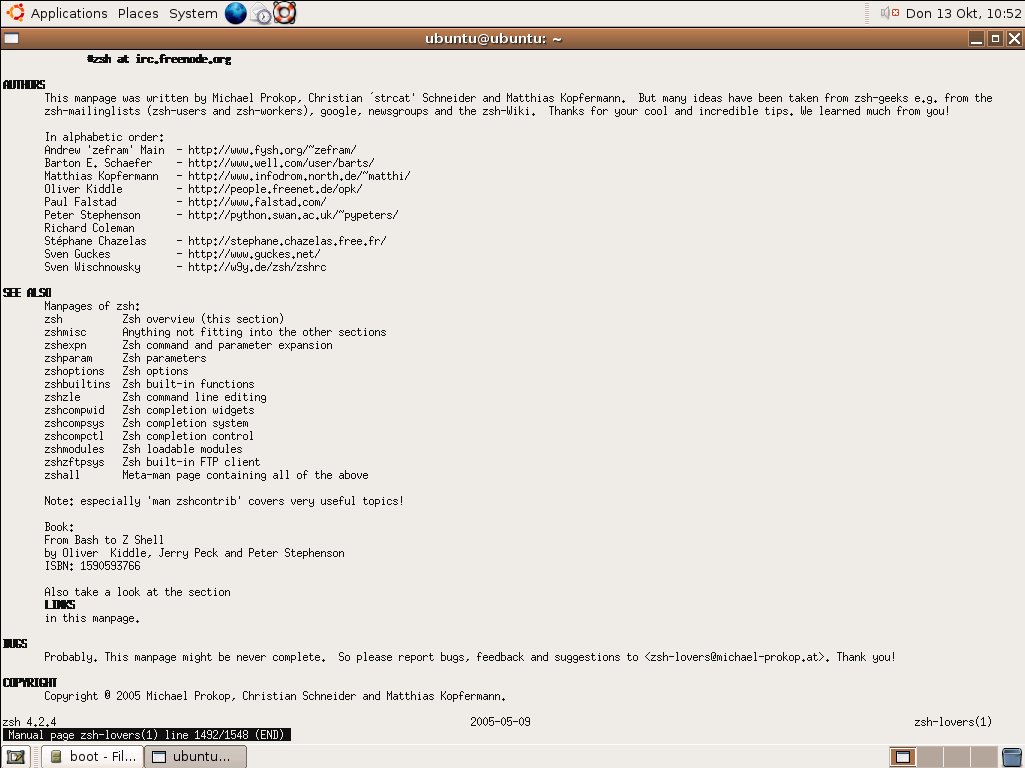 Applications Places System Don 13 Okt, 10:52
ubuntu@ubuntu: ~
#zsh at irc.freenode.org
AUTHORS
This manpage was written by Michael Prokop, Christian ´strcat' Schneider and Matthias Kopfermann.  But many ideas have been taken from zsh-geeks e.g. from the
zsh-mailinglists (zsh-users and zsh-workers), google, newsgroups and the zsh-Wiki.  Thanks for your cool and incredible tips. We learned much from you!
In alphabetic order:
Andrew 'zefram' Main  - http://www.fysh.org/~zefram/
Barton E. Schaefer    - http://www.well.com/user/barts/
Matthias Kopfermann   - http://www.infodrom.north.de/~matthi/
Oliver Kiddle         - http://people.freenet.de/opk/
Paul Falstad          - http://www.falstad.com/
Peter Stephenson      - http://python.swan.ac.uk/~pypeters/
Richard Coleman
Stéphane Chazelas     - http://stephane.chazelas.free.fr/
Sven Guckes           - http://www.guckes.net/
Sven Wischnowsky      - http://w9y.de/zsh/zshrc
SEE ALSO
Manpages of zsh:
zsh          Zsh overview (this section)
zshmisc      Anything not fitting into the other sections
zshexpn      Zsh command and parameter expansion
zshparam     Zsh parameters
zshoptions   Zsh options
zshbuiltins  Zsh built-in functions
zshzle       Zsh command line editing
zshcompwid   Zsh completion widgets
zshcompsys   Zsh completion system
zshcompctl   Zsh completion control
zshmodules   Zsh loadable modules
zshzftpsys   Zsh built-in FTP client
zshall       Meta-man page containing all of the above
Note: especially 'man zshcontrib' covers very useful topics!
Book:
From Bash to Z Shell
by Oliver  Kiddle, Jerry Peck and Peter Stephenson
ISBN: 1590593766
Also take a look at the section
LINKS
in this manpage.
BUGS
Probably. This manpage might be never complete.  So please report bugs, feedback and suggestions to <zsh-lovers@michael-prokop.at>. Thank you!
COPYRIGHT
Copyright © 2005 Michael Prokop, Christian Schneider and Matthias Kopfermann.
zsh 4.2.4 2005-05-09 zsh-lovers(1)
Manual page zsh-lovers(1) line 1492/1548 (END)
boot - Fil... ubuntu...